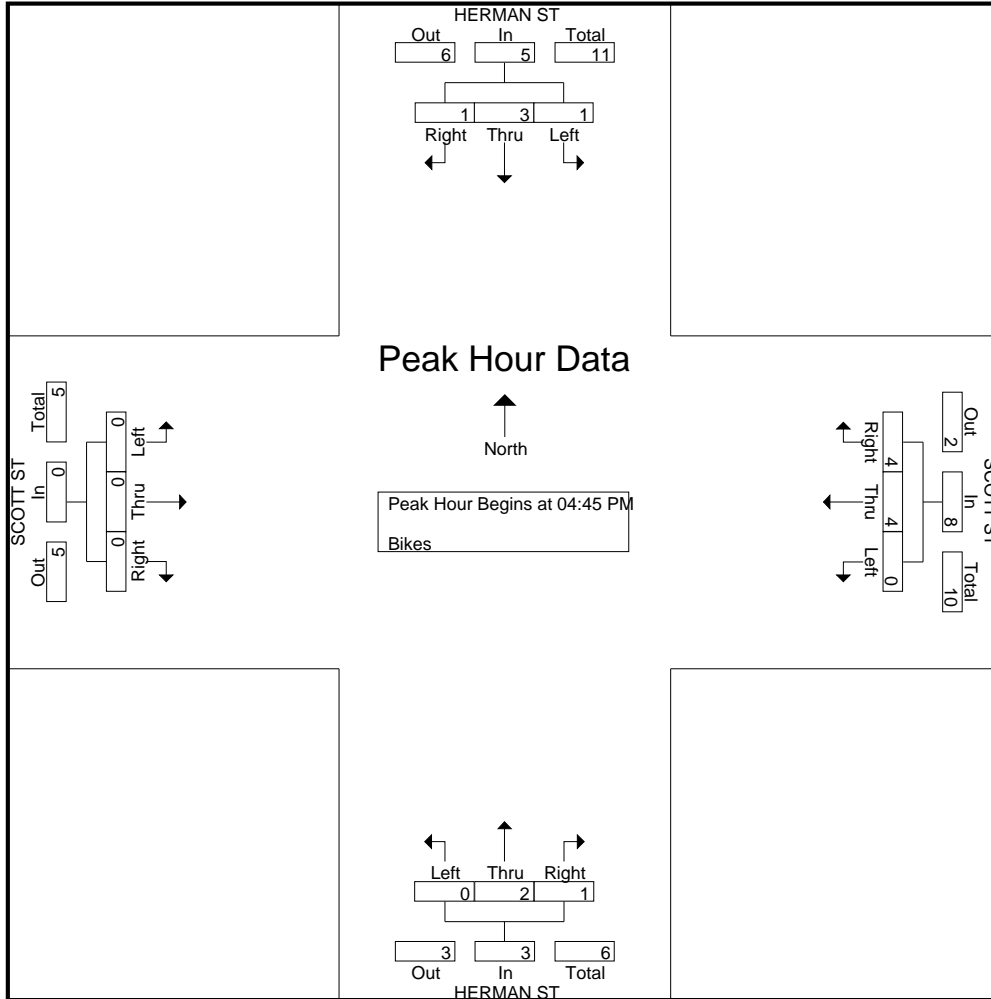 HERMAN ST
Out In Total
6 5 11
1 3 1
Right Thru Left
Peak Hour Data
North
Peak Hour Begins at 04:45 PM
Bikes
SCOTT ST
Total In Out
5 0 5
0 0 0
Left Thru Right
SCOTT ST
Out In Total
2 8 10
4 4 0
Right Thru Left
Left Thru Right
0 2 1
3 3 6
Out In Total
HERMAN ST